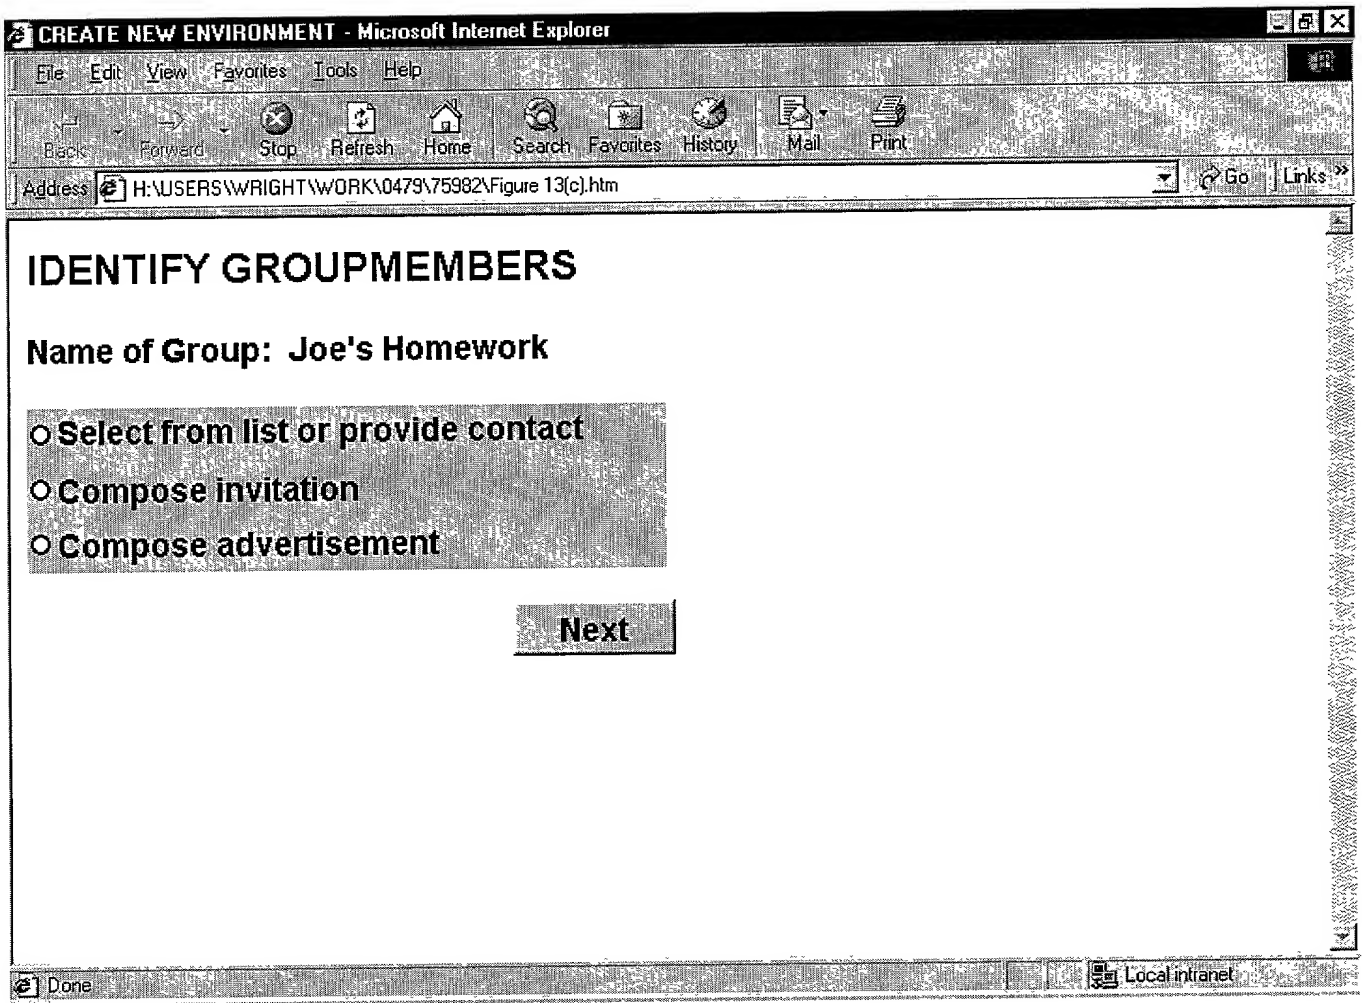 CREATE NEW ENVIRONMENT - Microsoft Internet Explorer
File Edit View Favorites Tools Help
Back Forward Stop Refresh Home Search Favorites History Mail Print
Address H:\USERS\WRIGHT\WORK\0479\75982\Figure 13(c).htm Go Links »
IDENTIFY GROUPMEMBERS
Name of Group: Joe's Homework
Select from list or provide contact
Compose invitation
Compose advertisement
Next
Done Local intranet